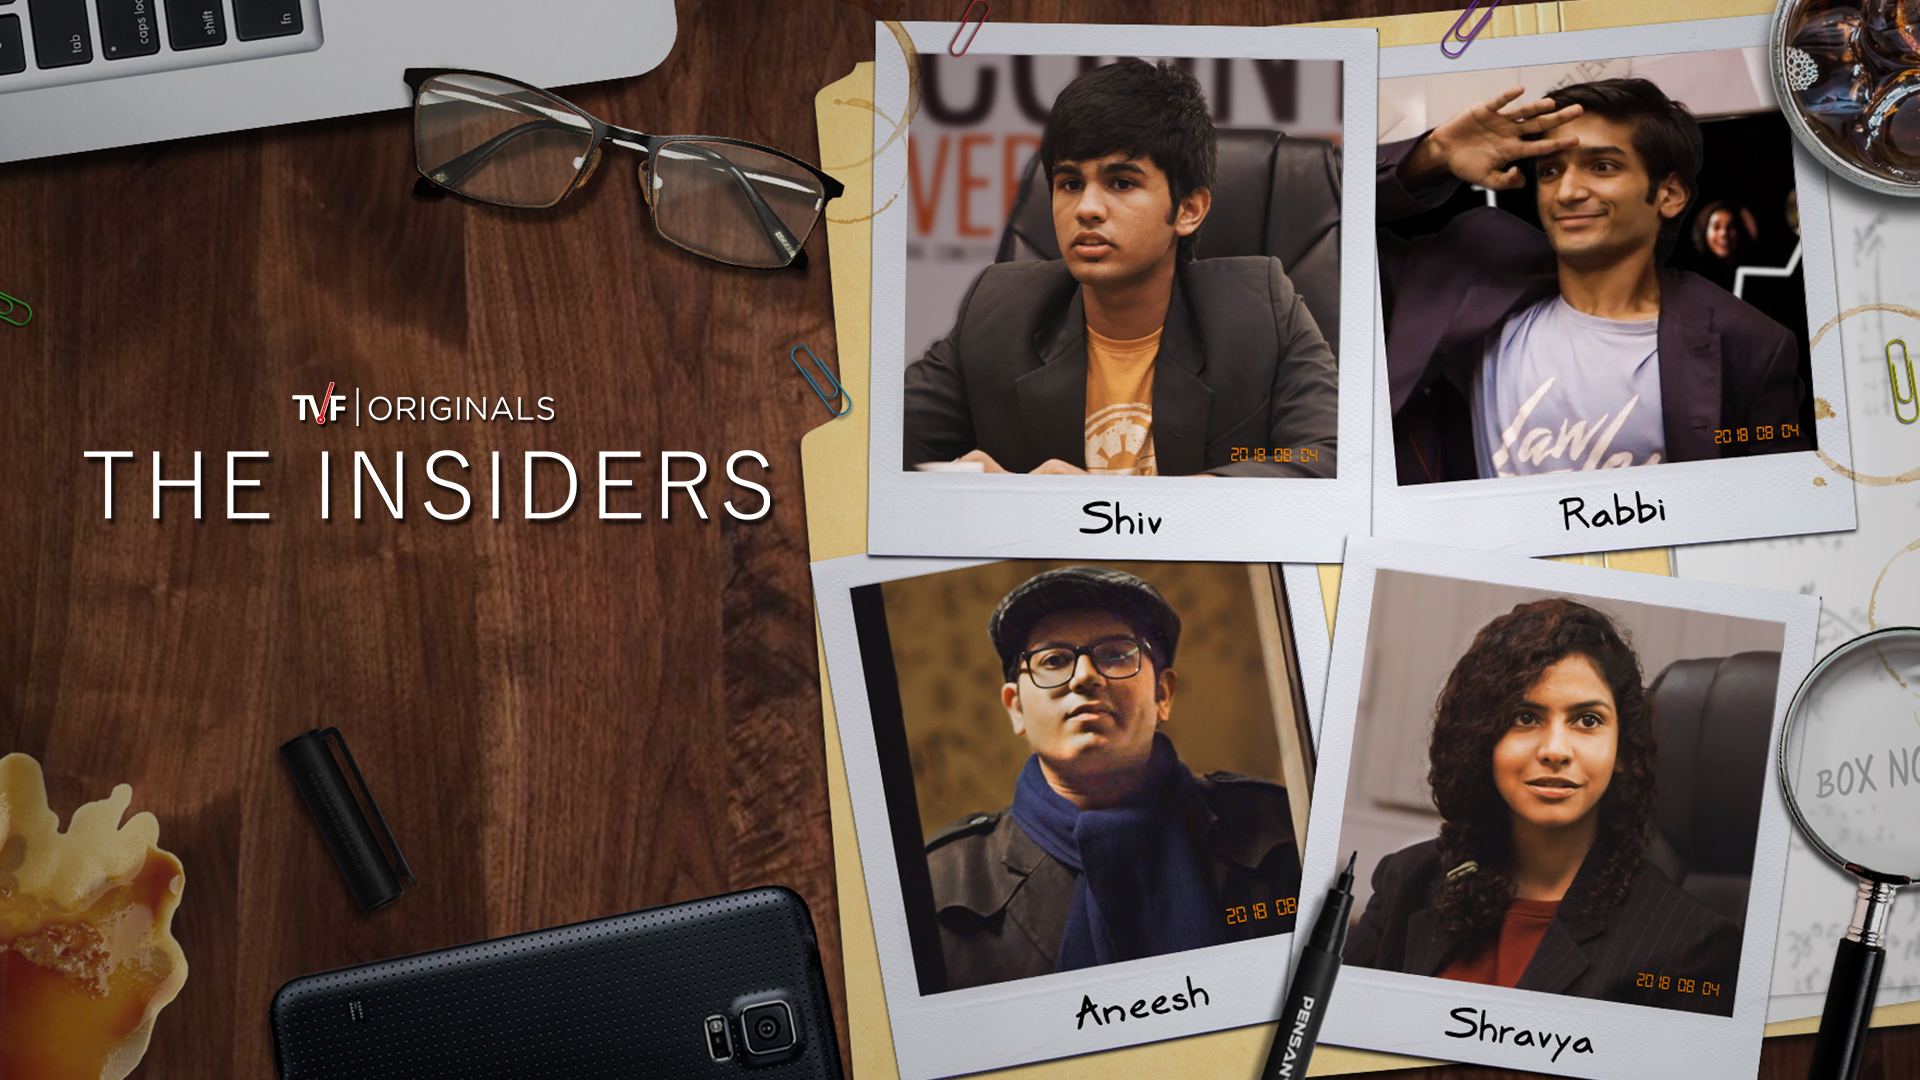 tab
caps loc
shift
fn
TVF | ORIGINALS
THE INSIDERS
2018 08 04
Shiv
2018 08 04
Rabbi
2018 08
Aneesh
2018 08 04
Shravya
BOX NO
PENSAN